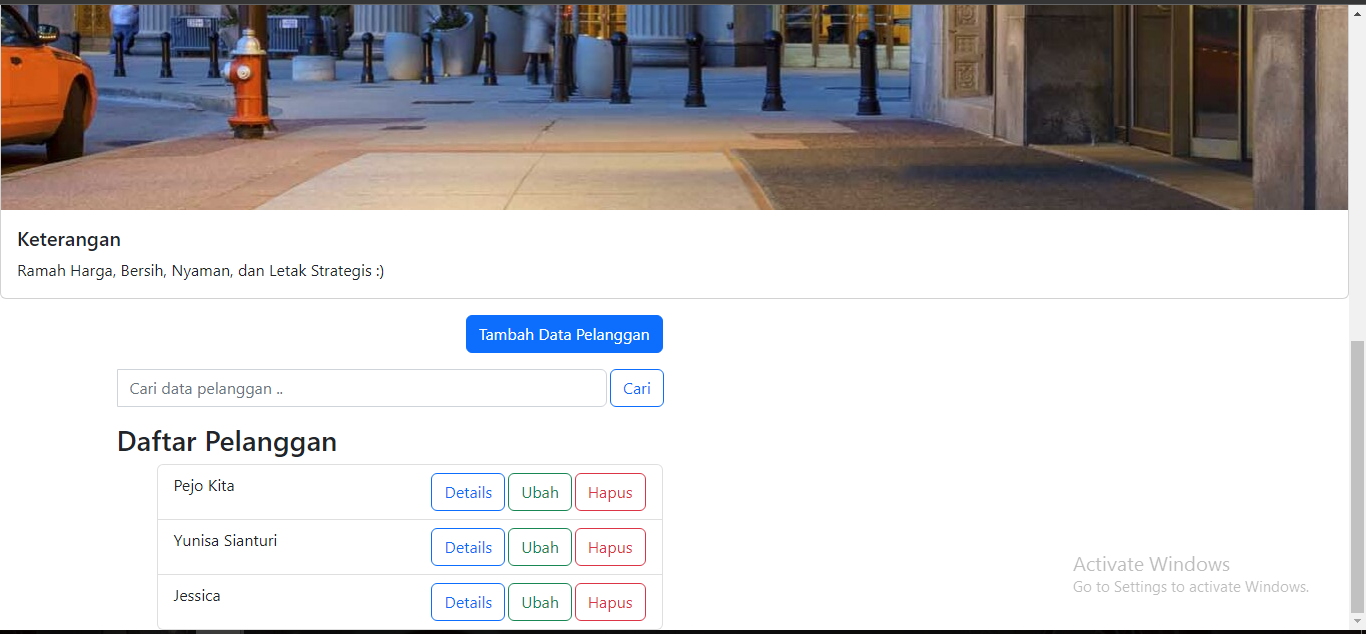 Keterangan
Ramah Harga, Bersih, Nyaman, dan Letak Strategis :)
Tambah Data Pelanggan
Cari data pelanggan .. Cari
Daftar Pelanggan
Pejo Kita Details Ubah Hapus
Yunisa Sianturi Details Ubah Hapus
Jessica Details Ubah Hapus
Activate Windows
Go to Settings to activate Windows.